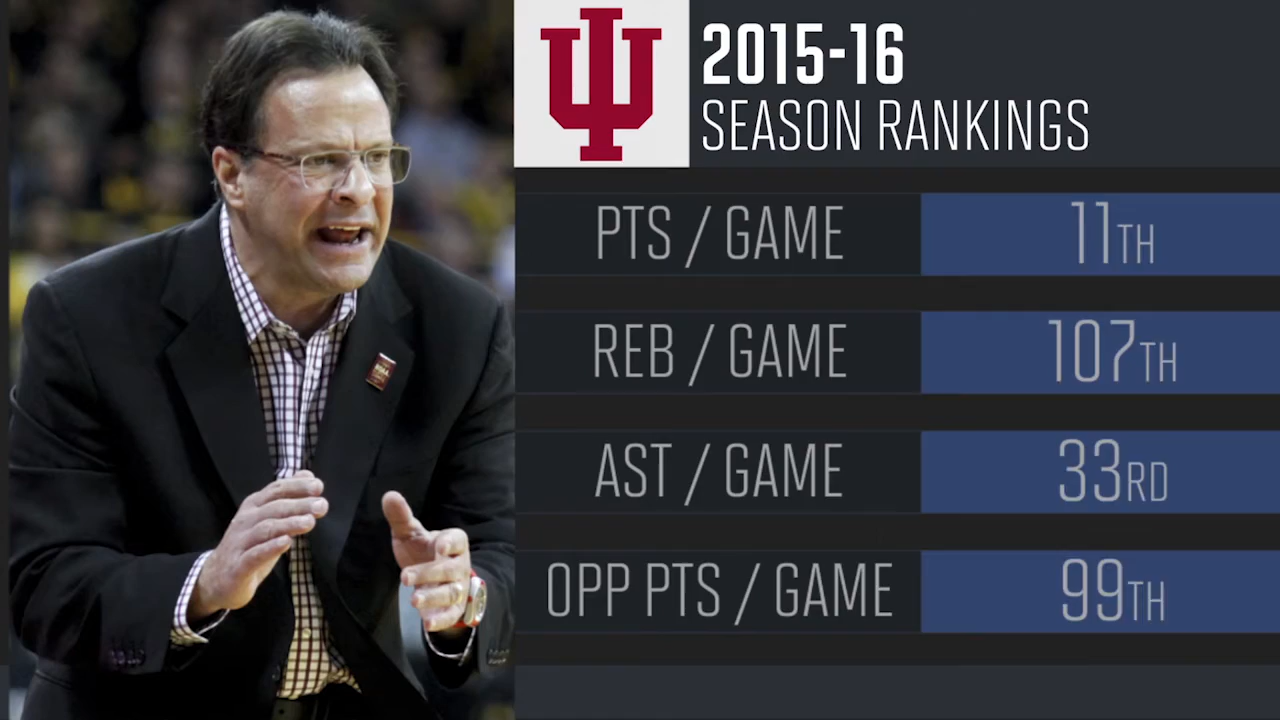 2015-16
SEASON RANKINGS
PTS / GAME 11TH
REB / GAME 107TH
AST / GAME 33RD
OPP PTS / GAME 99TH